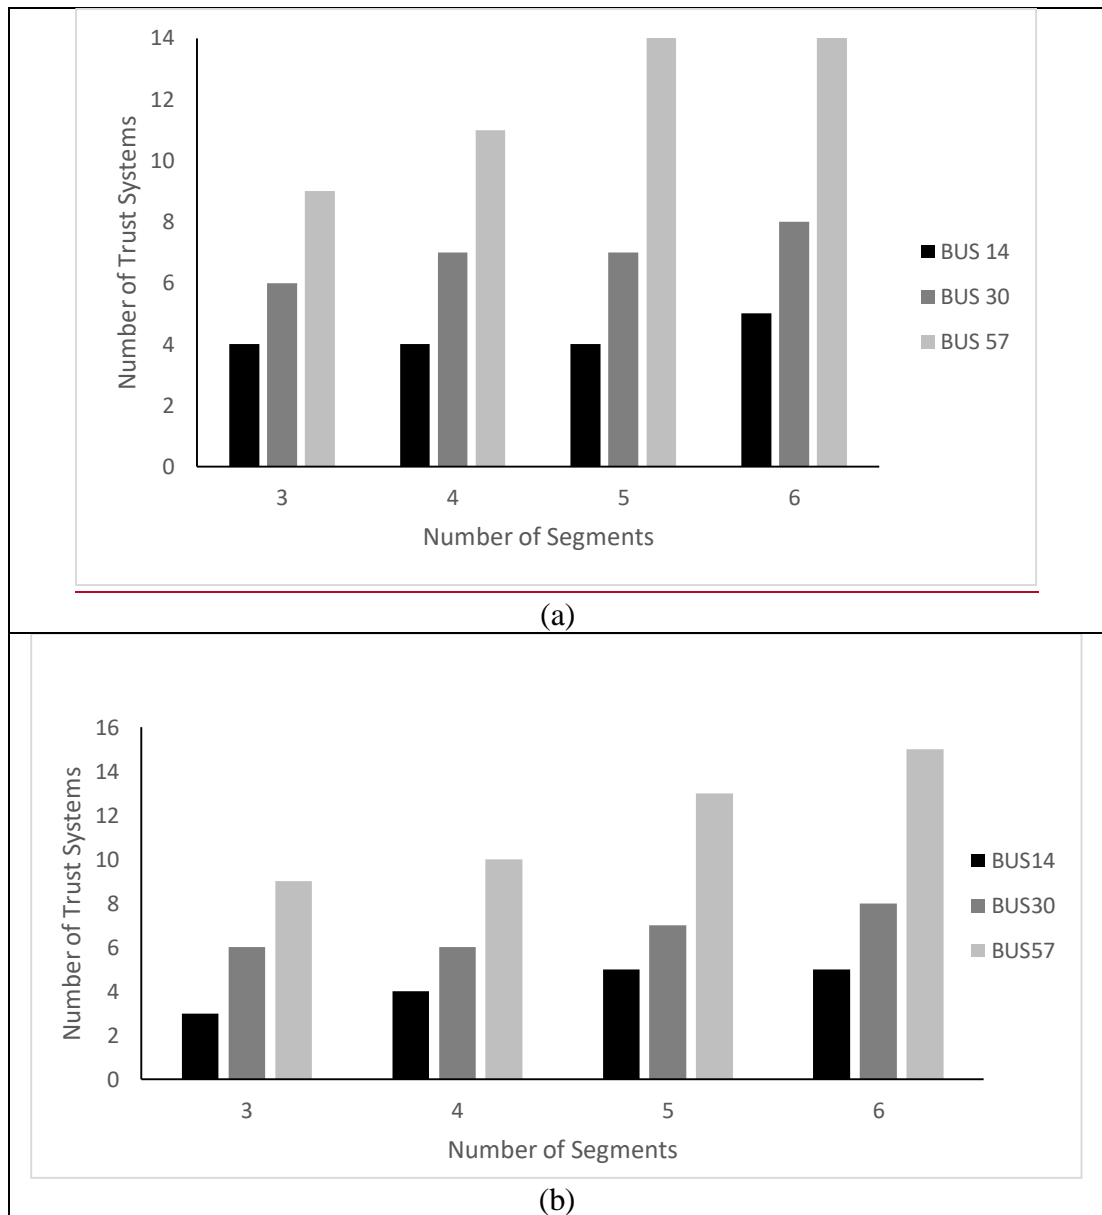 14
12
10
8
6
4
2
0
Number of Trust Systems
3 4 5 6
Number of Segments
BUS 14
BUS 30
BUS 57
(a)
16
14
12
10
8
6
4
2
0
Number of Trust Systems
3 4 5 6
Number of Segments
BUS14
BUS30
BUS57
(b)